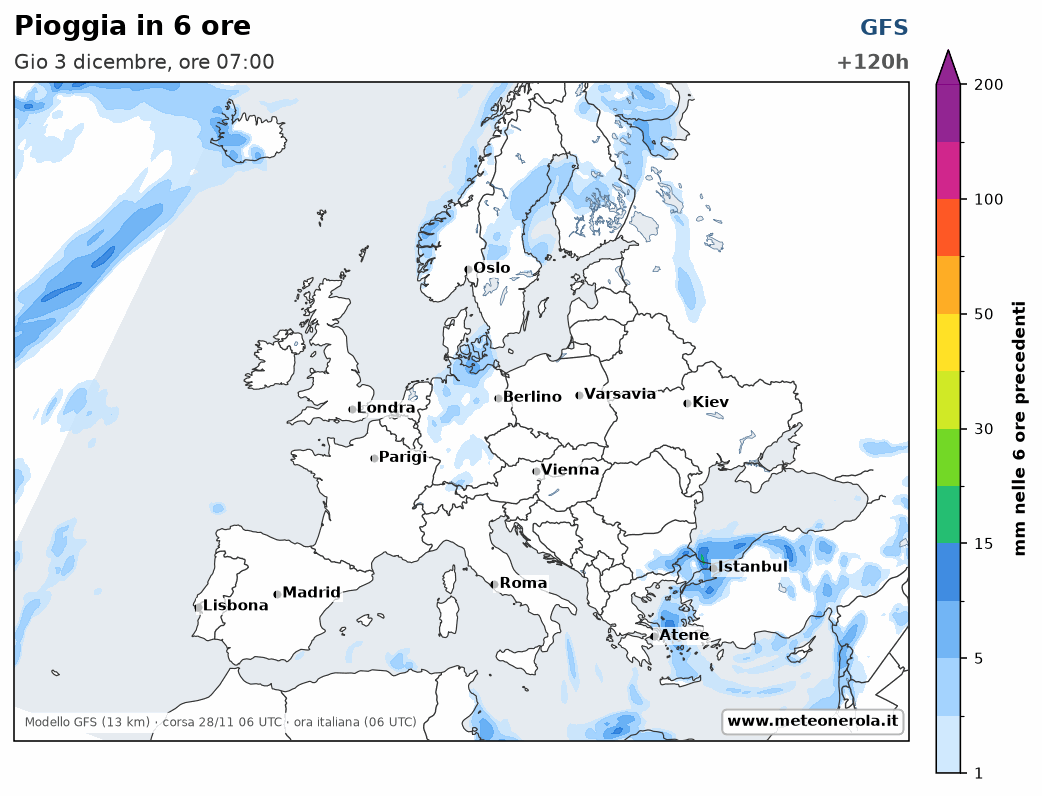 Pioggia in 6 ore
GFS
Gio 3 dicembre, ore 07:00
+120h
200
100
50
30
15
5
1
mm nelle 6 ore precedenti
Oslo
Berlino
Varsavia
Kiev
Londra
Parigi
Vienna
Istanbul
Roma
Madrid
Lisbona
Atene
Modello GFS (13 km) · corsa 28/11 06 UTC · ora italiana (06 UTC)
www.meteonerola.it